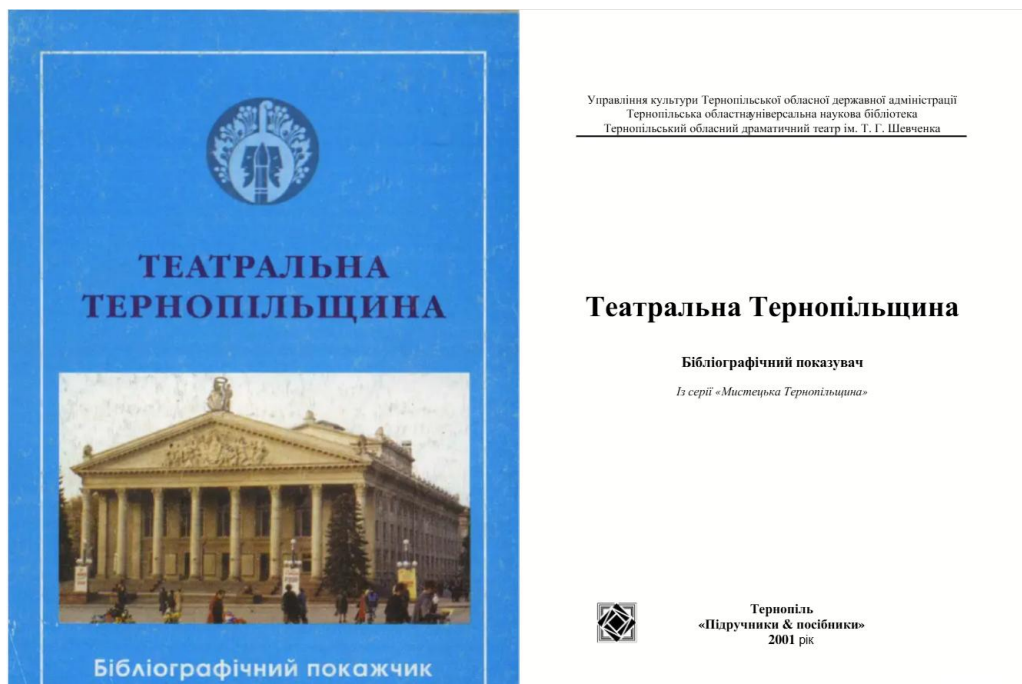 ТЕАТРАЛЬНА
ТЕРНОПІЛЬЩИНА
Бібліографічний покажчик
Управління культури Тернопільської обласної державної адміністрації
Тернопільська областнауніверсальна наукова бібліотека
Тернопільський обласний драматичний театр ім. Т. Г. Шевченка
Театральна Тернопільщина
Бібліографічний показувач
Із серії «Мистецька Тернопільщина»
Тернопіль
«Підручники & посібники»
2001 рік